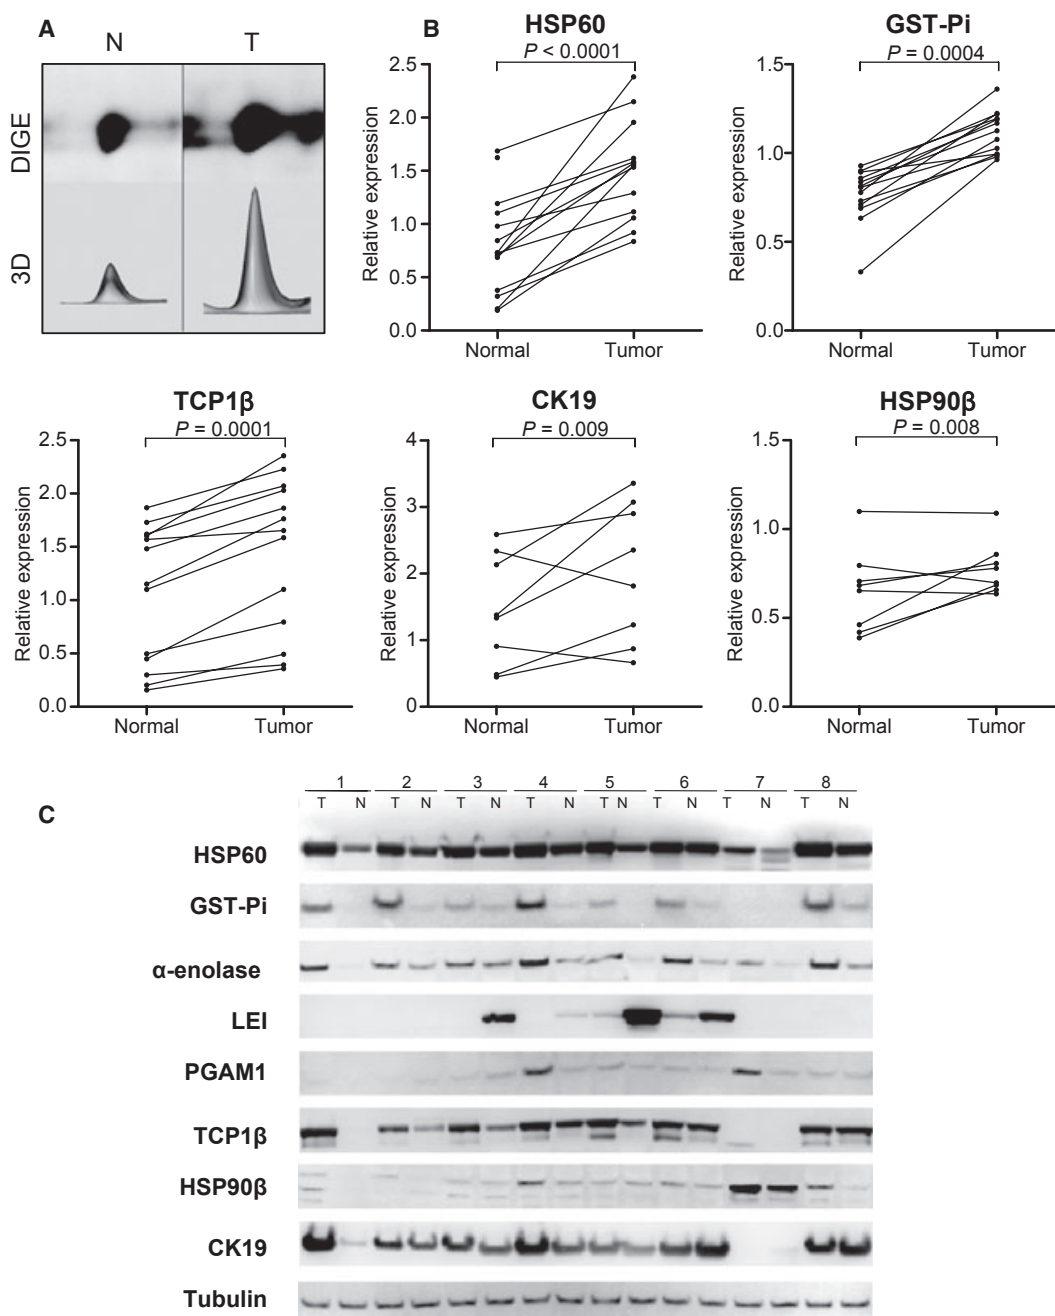 A
N T
DIGE
3D
B
HSP60
P < 0.0001
Relative expression
2.5
2.0
1.5
1.0
0.5
0.0
Normal Tumor
GST-Pi
P = 0.0004
Relative expression
1.5
1.0
0.5
0.0
Normal Tumor
TCP1β
P = 0.0001
Relative expression
2.5
2.0
1.5
1.0
0.5
0.0
Normal Tumor
CK19
P = 0.009
Relative expression
4
3
2
1
0
Normal Tumor
HSP90β
P = 0.008
Relative expression
1.5
1.0
0.5
0.0
Normal Tumor
C
1 2 3 4 5 6 7 8
T N T N T N T N T N T N T N T N
HSP60
GST-Pi
α-enolase
LEI
PGAM1
TCP1β
HSP90β
CK19
Tubulin